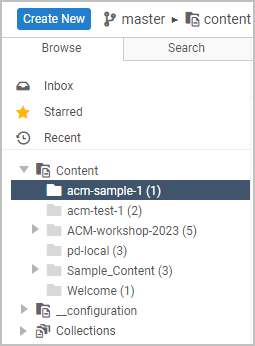 Create New master ▸ content
Browse Search
Inbox
Starred
Recent
Content
acm-sample-1 (1)
acm-test-1 (2)
ACM-workshop-2023 (5)
pd-local (3)
Sample_Content (3)
Welcome (1)
__configuration
Collections